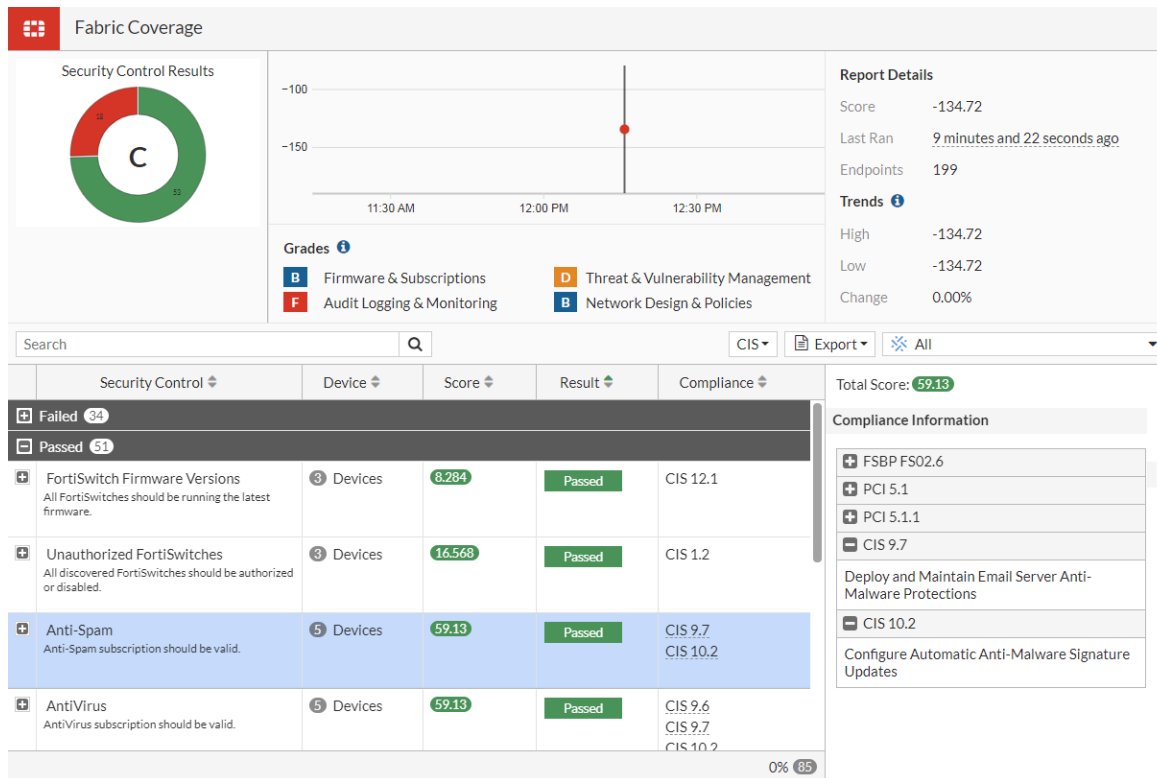 Fabric Coverage
Security Control Results
C
-100
-150
11:30 AM 12:00 PM 12:30 PM
Grades
B Firmware & Subscriptions
D Threat & Vulnerability Management
F Audit Logging & Monitoring
B Network Design & Policies
Report Details
Score -134.72
Last Ran 9 minutes and 22 seconds ago
Endpoints 199
Trends
High -134.72
Low -134.72
Change 0.00%
Search
CIS
Export
All
Security Control Device Score Result Compliance
Failed 34
Passed 51
FortiSwitch Firmware Versions 3 Devices 8.284 Passed CIS 12.1
All FortiSwitches should be running the latest
firmware.
Unauthorized FortiSwitches 3 Devices 16.568 Passed CIS 1.2
All discovered FortiSwitches should be authorized
or disabled.
Anti-Spam 5 Devices 59.13 Passed CIS 9.7
Anti-Spam subscription should be valid.
CIS 10.2
AntiVirus 5 Devices 59.13 Passed CIS 9.6
AntiVirus subscription should be valid.
CIS 9.7
CIS 10.2
0% 85
Total Score: 59.13
Compliance Information
FSBP FS02.6
PCI 5.1
PCI 5.1.1
CIS 9.7
Deploy and Maintain Email Server Anti-
Malware Protections
CIS 10.2
Configure Automatic Anti-Malware Signature
Updates